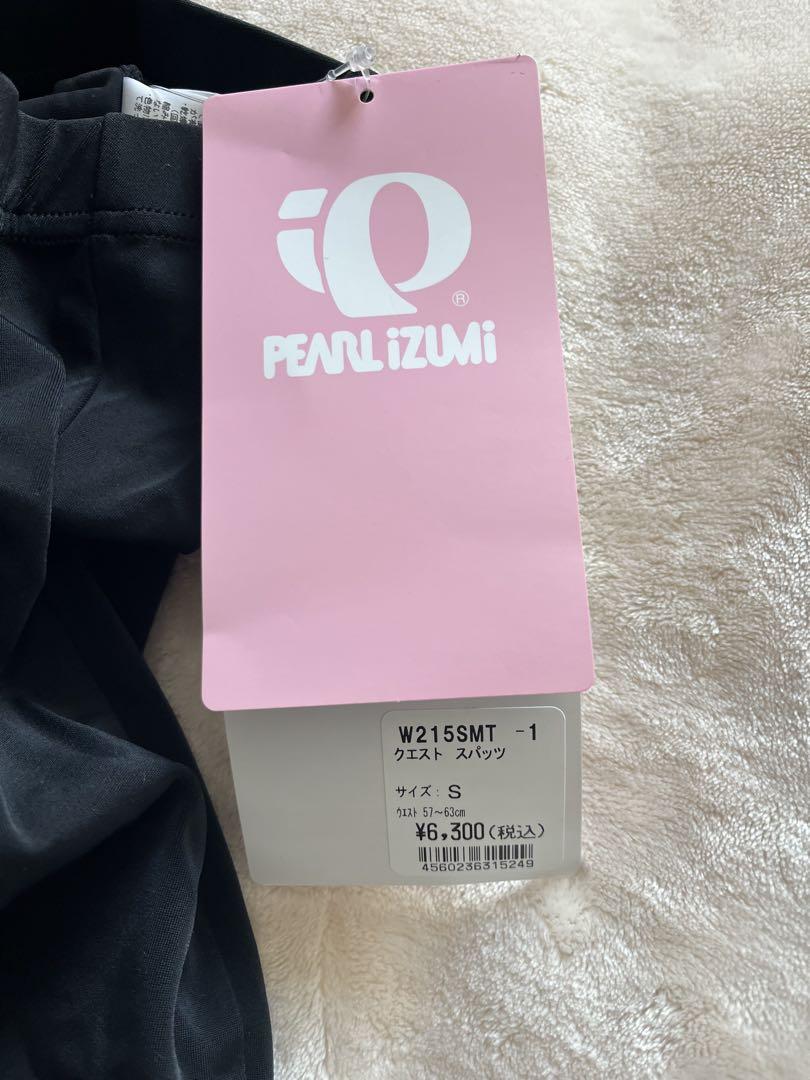 PEARL iZUMi
®
W215SMT -1
クエスト スパッツ
サイズ: S
ウエスト 57～63cm
¥6,300(税込)
4560236315249